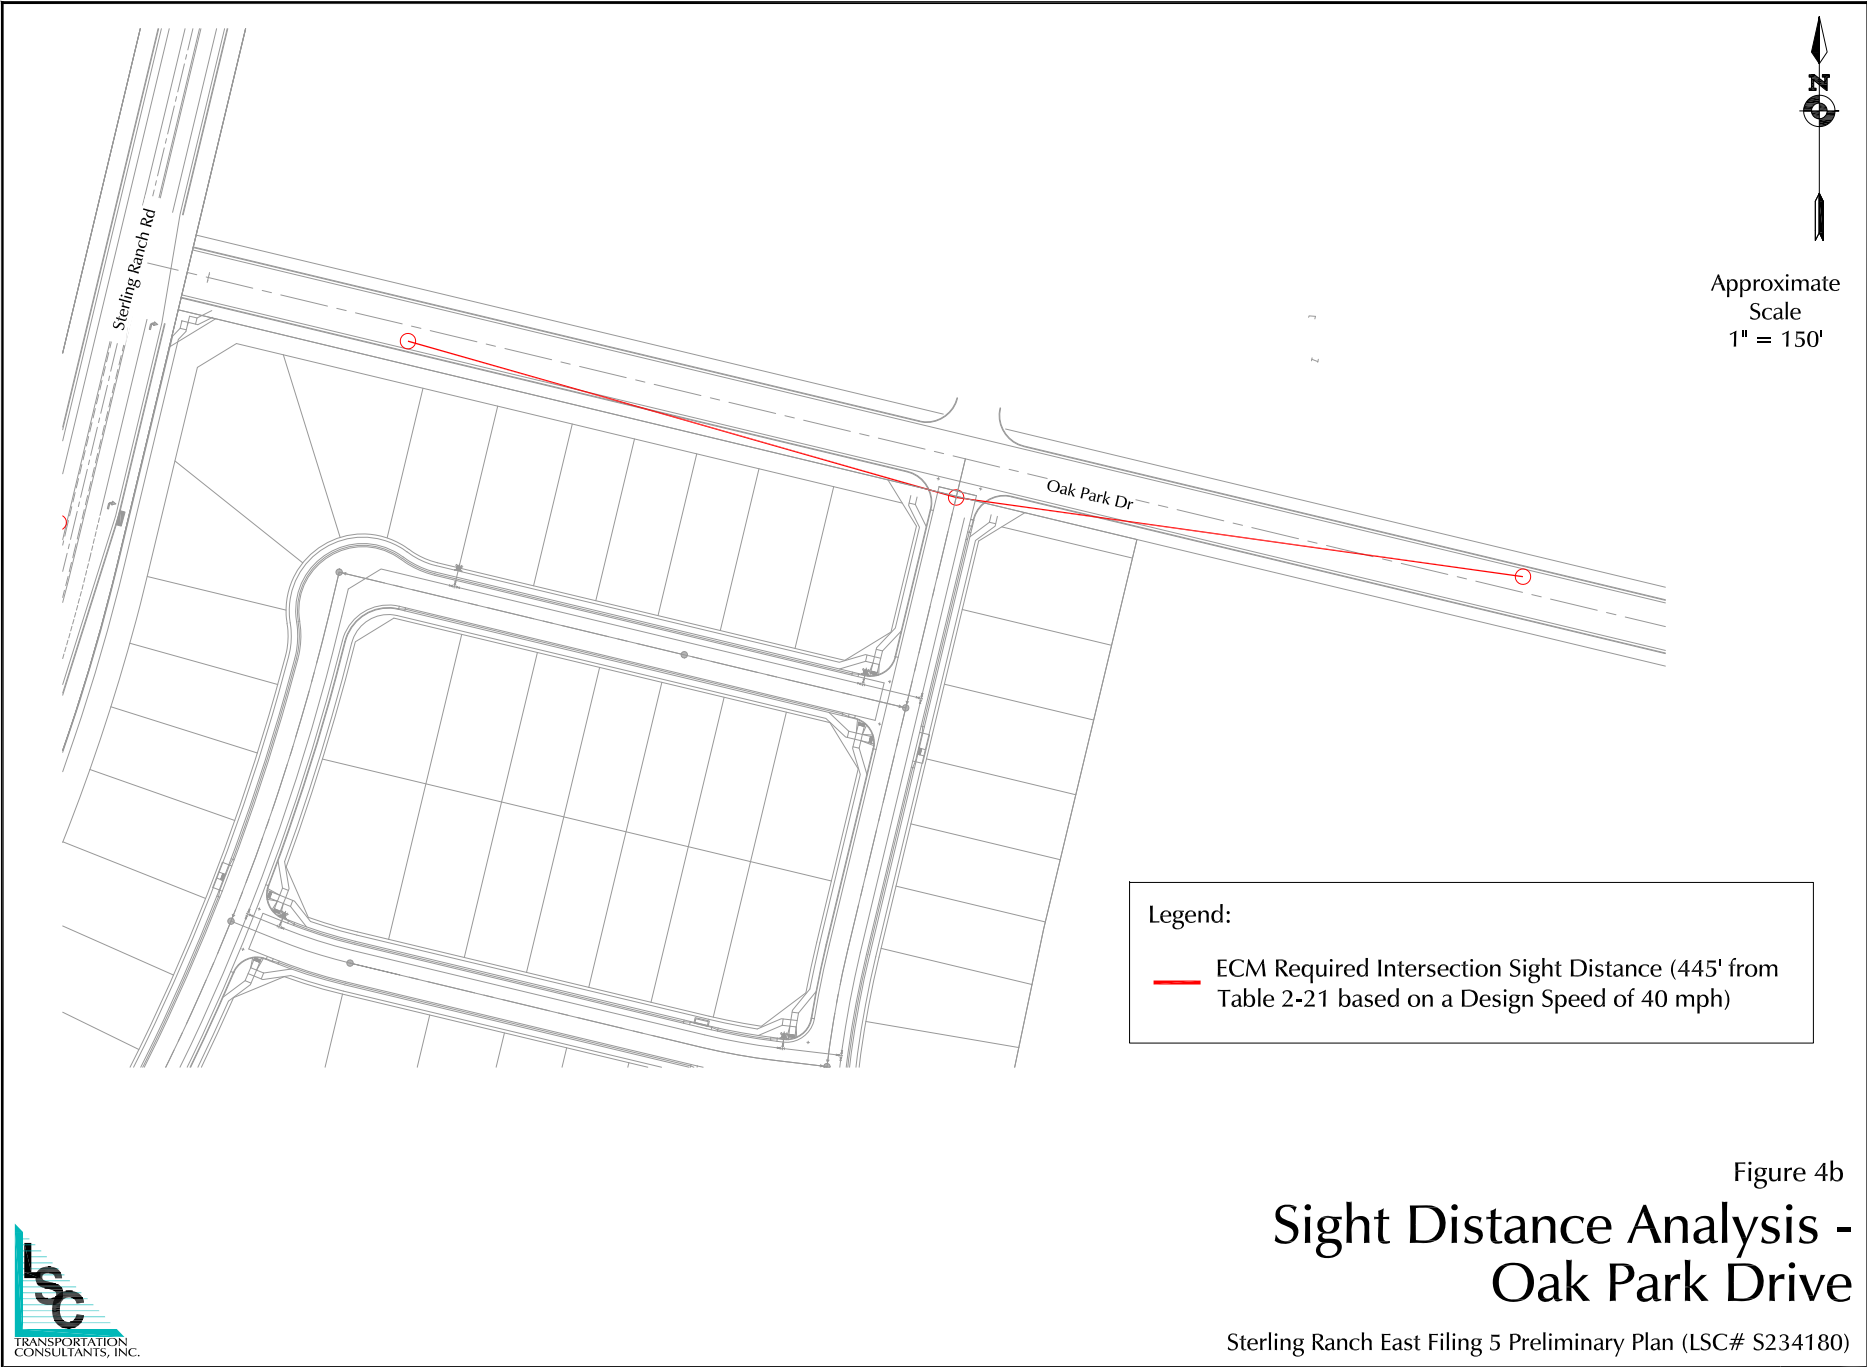 N
Approximate
Scale
1" = 150'
Sterling Ranch Rd
Oak Park Dr
Legend:
ECM Required Intersection Sight Distance (445' from
Table 2-21 based on a Design Speed of 40 mph)
Figure 4b
Sight Distance Analysis -
Oak Park Drive
Sterling Ranch East Filing 5 Preliminary Plan (LSC# S234180)
LSC
TRANSPORTATION
CONSULTANTS, INC.